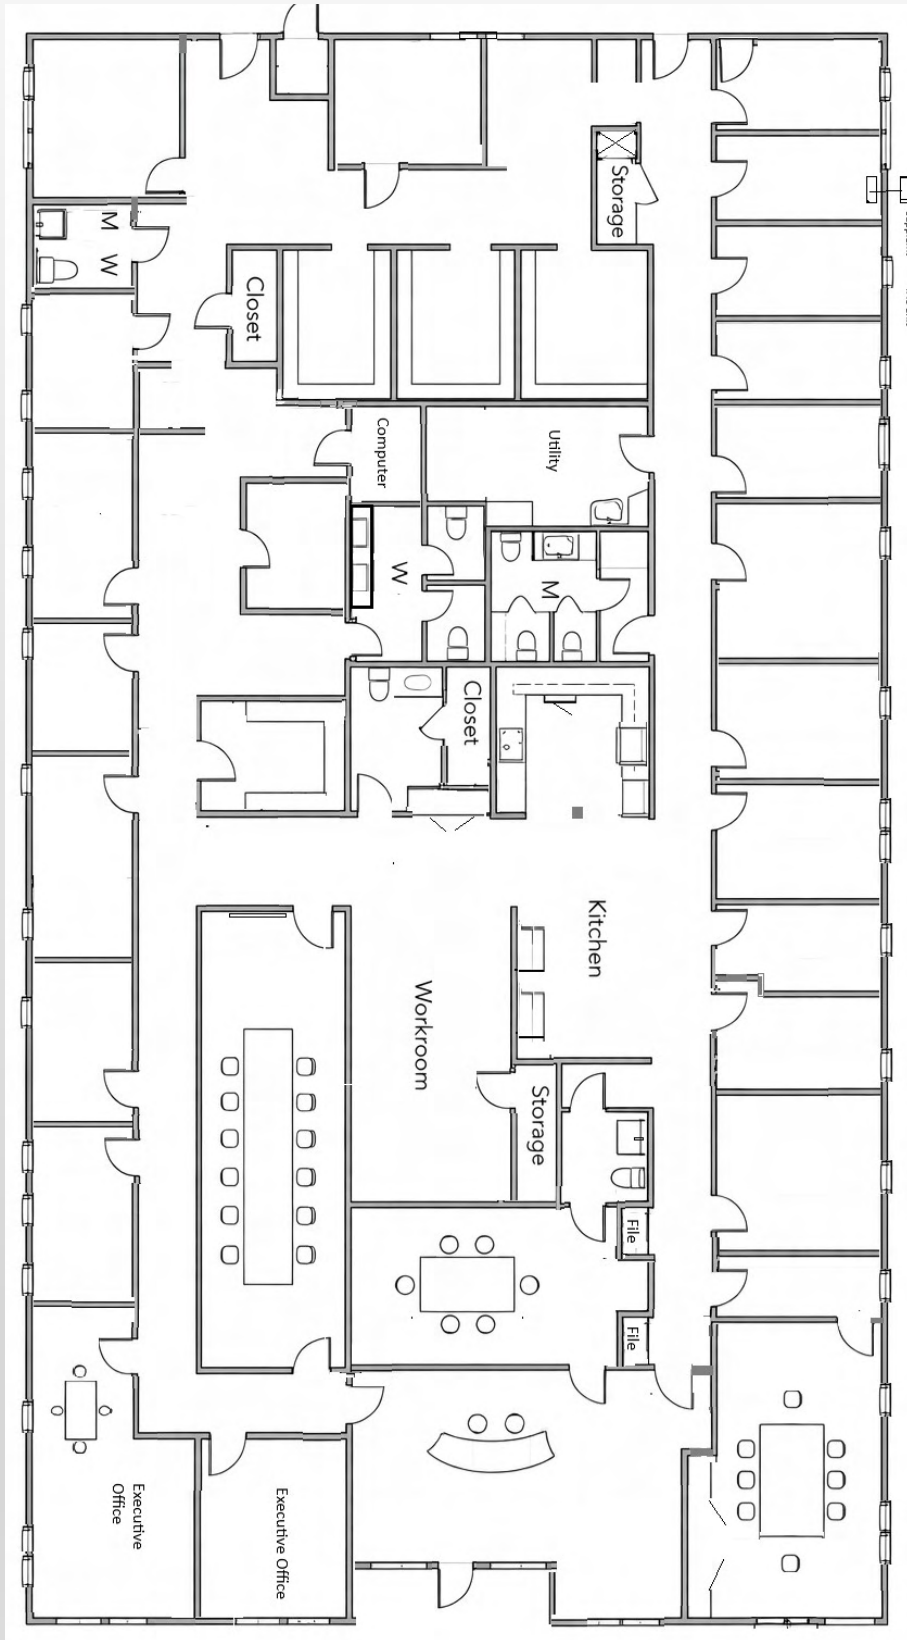 Storage
M
W
Closet
Computer
Utility
W
M
Closet
Kitchen
Workroom
Storage
File
File
Executive
Office
Executive Office